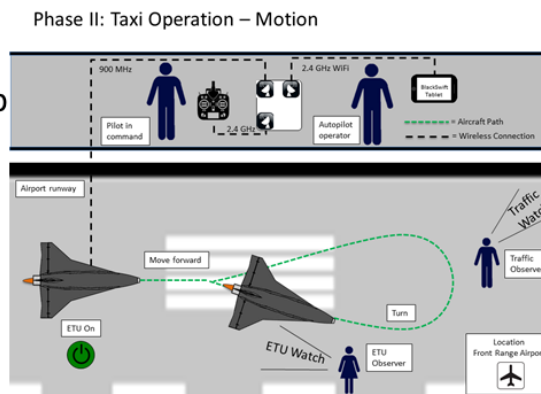 Phase II: Taxi Operation – Motion
900 MHz
2.4 GHz WiFi
BlackSwift
Tablet
Pilot in
command
2.4 GHz
Autopilot
operator
= Aircraft Path
= Wireless Connection
Airport runway
Traffic
Watch
Move forward
Traffic
Observer
ETU On
Turn
ETU Watch
ETU
Observer
Location
Front Range Airport